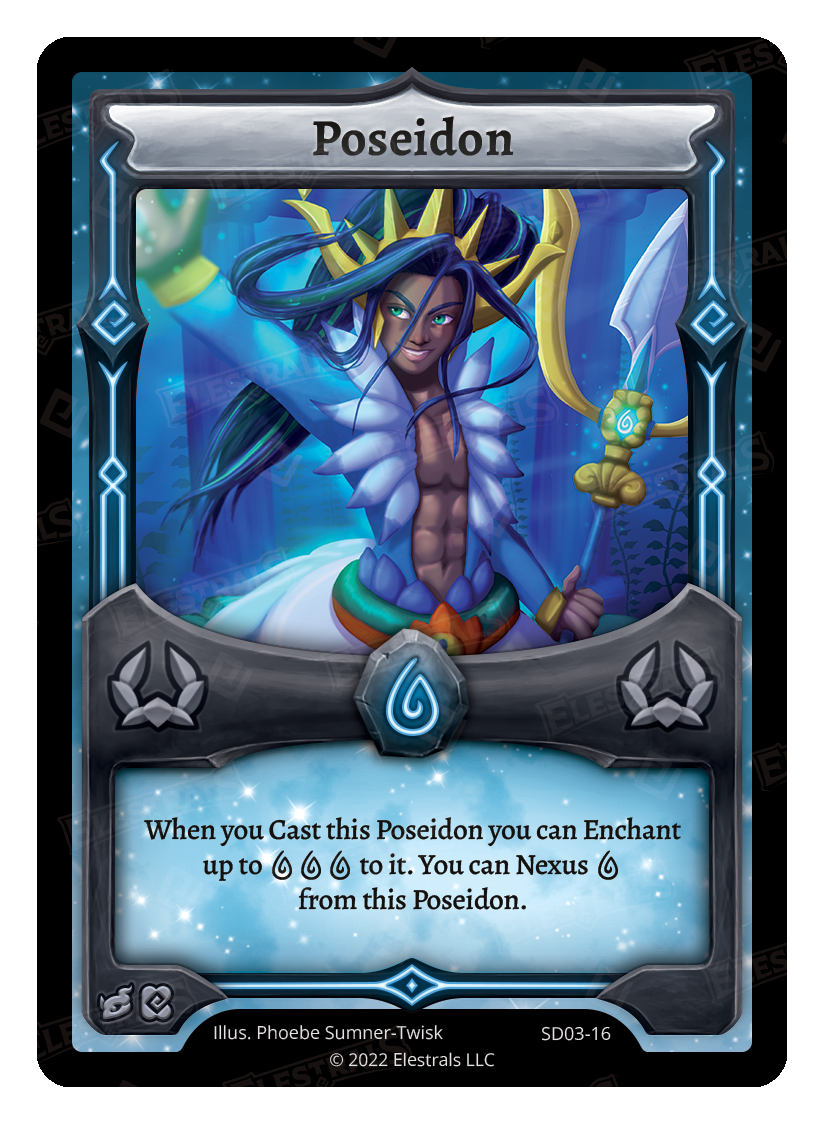 Poseidon
When you Cast this Poseidon you can Enchant
up to to it. You can Nexus
from this Poseidon.
Illus. Phoebe Sumner-Twisk
SD03-16
© 2022 Elestrals LLC
ELESTRALS